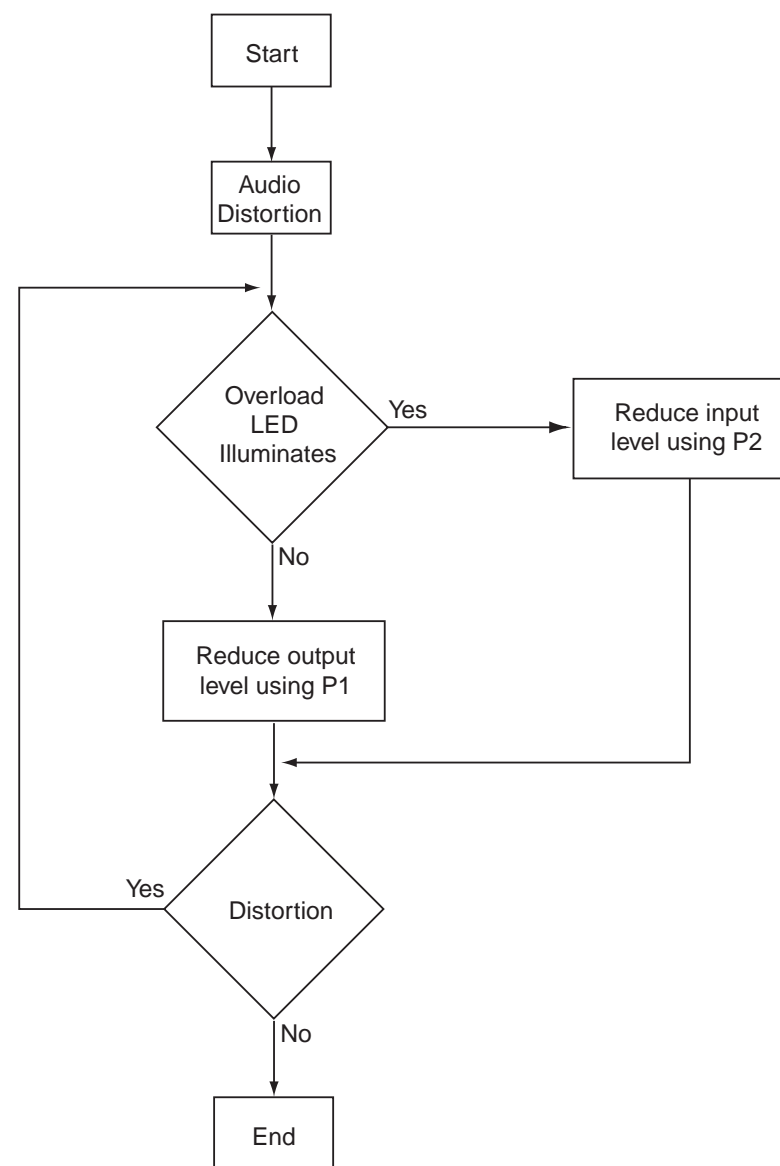 Start
Audio
Distortion
Overload
LED
Illuminates
Yes
Reduce input
level using P2
No
Reduce output
level using P1
Yes
Distortion
No
End